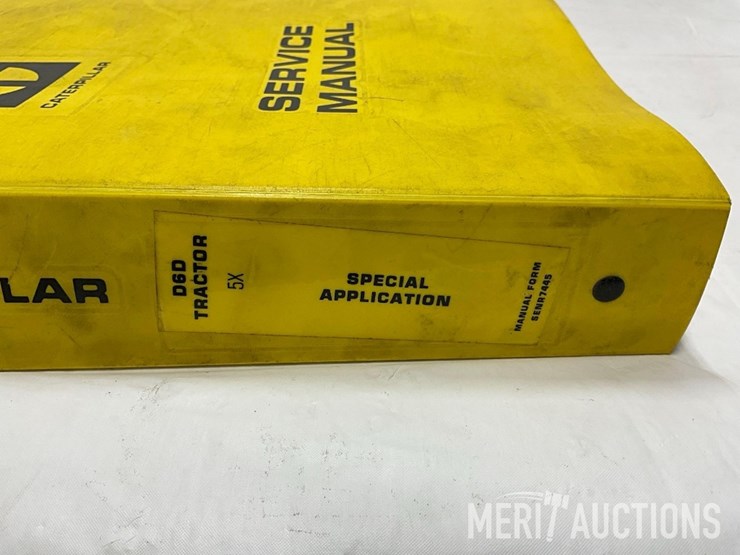 CATERPILLAR
SERVICE
MANUAL
LAR
D6D
TRACTOR
5X
SPECIAL
APPLICATION
MANUAL FORM
SENR7445
MERIT AUCTIONS